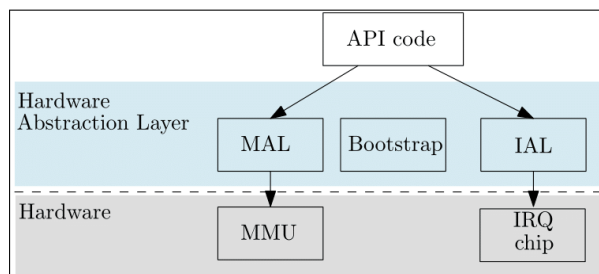 API code
Hardware
Abstraction Layer
MAL
Bootstrap
IAL
Hardware
MMU
IRQ
chip